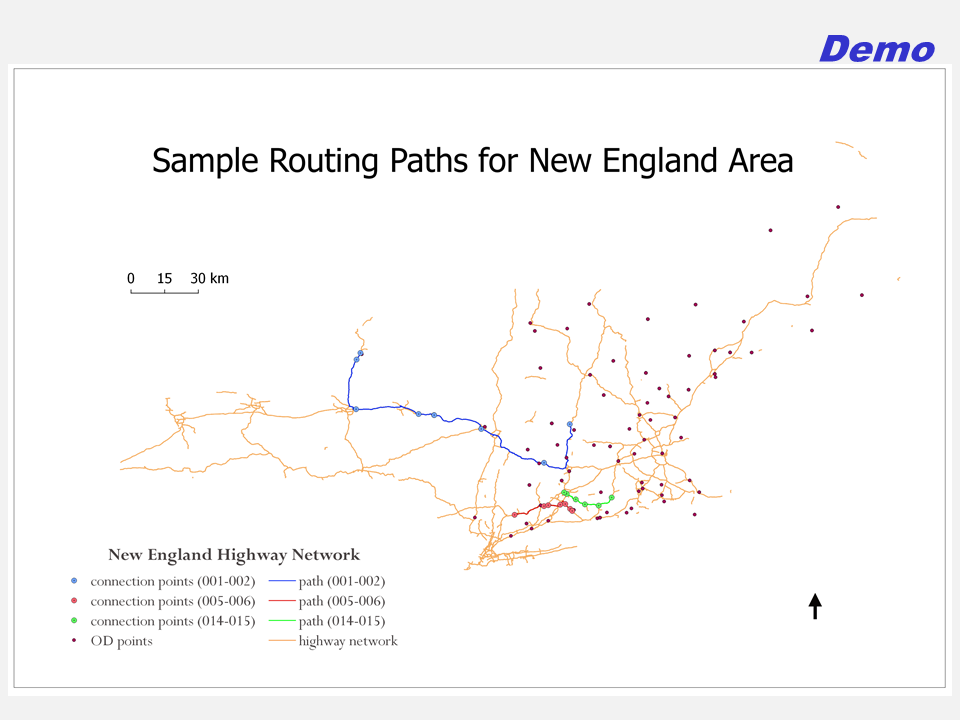 Demo
Sample Routing Paths for New England Area
0 15 30 km
New England Highway Network
connection points (001-002) path (001-002)
connection points (005-006) path (005-006)
connection points (014-015) path (014-015)
OD points highway network